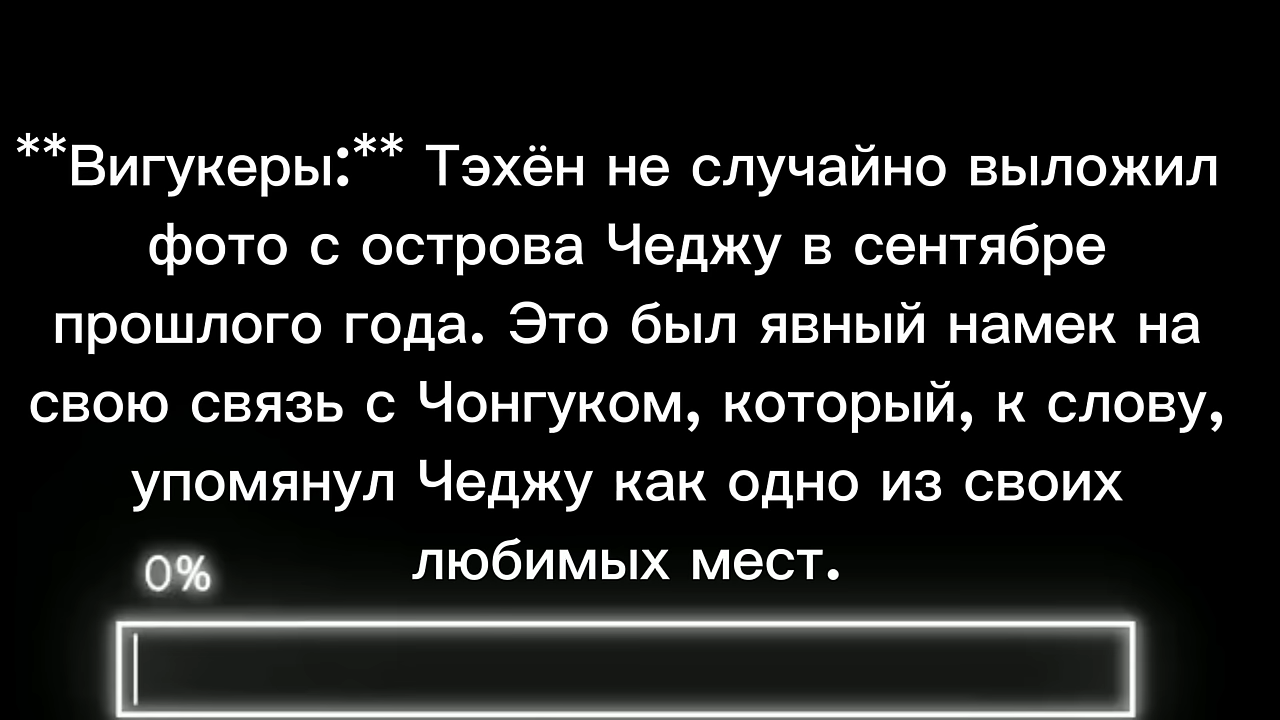 **Вигукеры:** Тэхён не случайно выложил
фото с острова Чеджу в сентябре
прошлого года. Это был явный намек на
свою связь с Чонгуком, который, к слову,
упомянул Чеджу как одно из своих
любимых мест.
0%